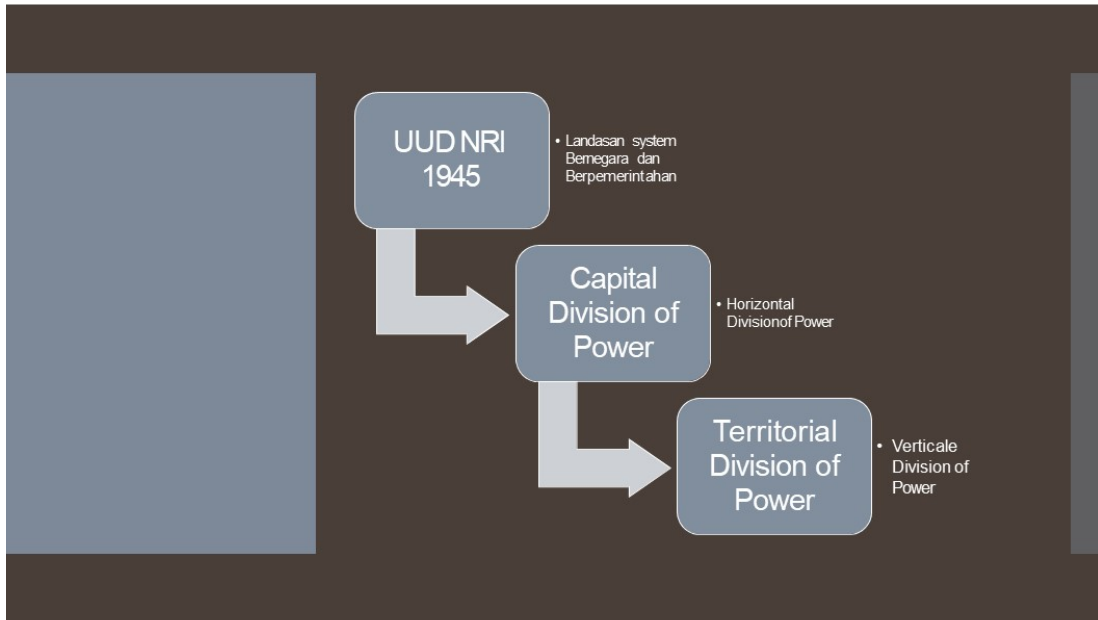 UUD NRI
1945
• Landasan system
Bernegara dan
Berpemerintahan
Capital
Division of
Power
• Horizontal
Divisionof Power
Territorial
Division of
Power
• Verticale
Division of
Power